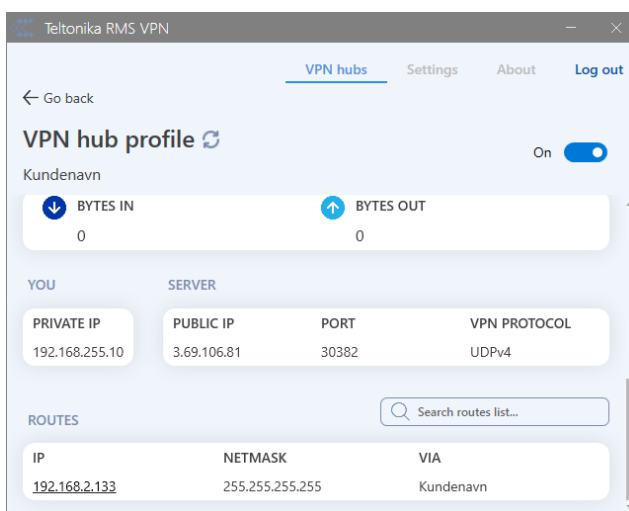 Teltonika RMS VPN
VPN hubs Settings About Log out
Go back
VPN hub profile
On
Kundenavn
BYTES IN BYTES OUT
0 0
YOU SERVER
PRIVATE IP PUBLIC IP PORT VPN PROTOCOL
192.168.255.10 3.69.106.81 30382 UDPv4
ROUTES Search routes list...
IP NETMASK VIA
192.168.2.133 255.255.255.255 Kundenavn